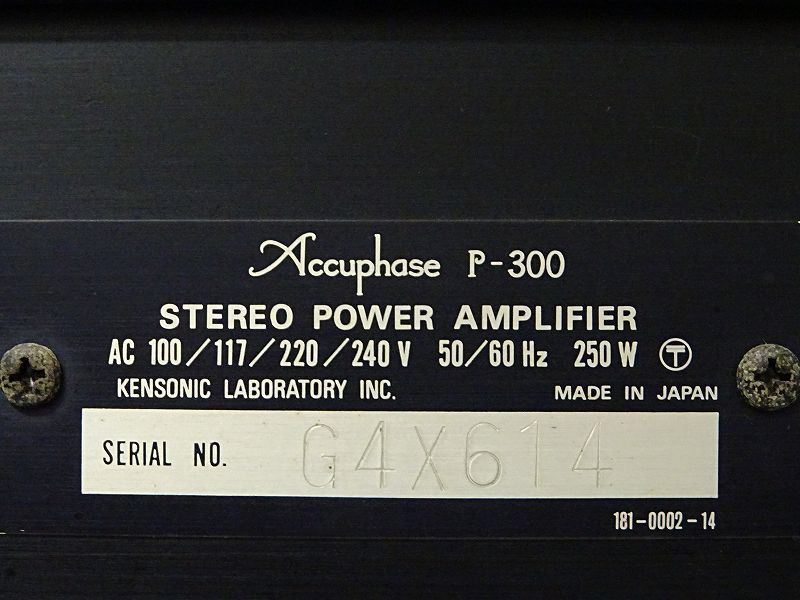 Accuphase P-300
STEREO POWER AMPLIFIER
AC 100/117/220/240 V 50/60 Hz 250 W Ⓣ
KENSONIC LABORATORY INC. MADE IN JAPAN
SERIAL NO. G4X614
181-0002-14